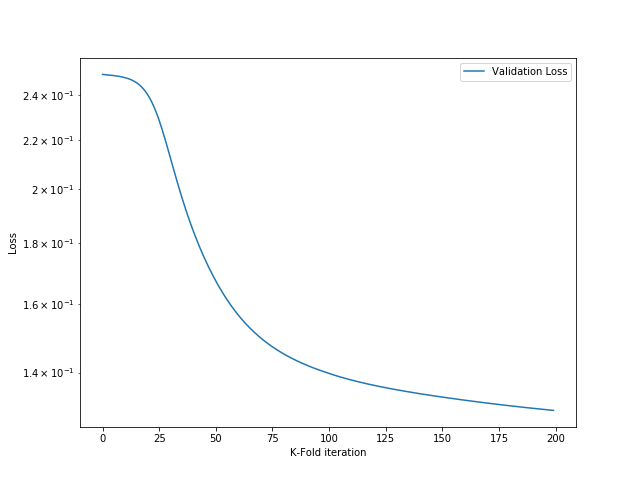 Validation Loss
2.4 × 10⁻¹
2.2 × 10⁻¹
2 × 10⁻¹
1.8 × 10⁻¹
1.6 × 10⁻¹
1.4 × 10⁻¹
Loss
0 25 50 75 100 125 150 175 200
K-Fold iteration